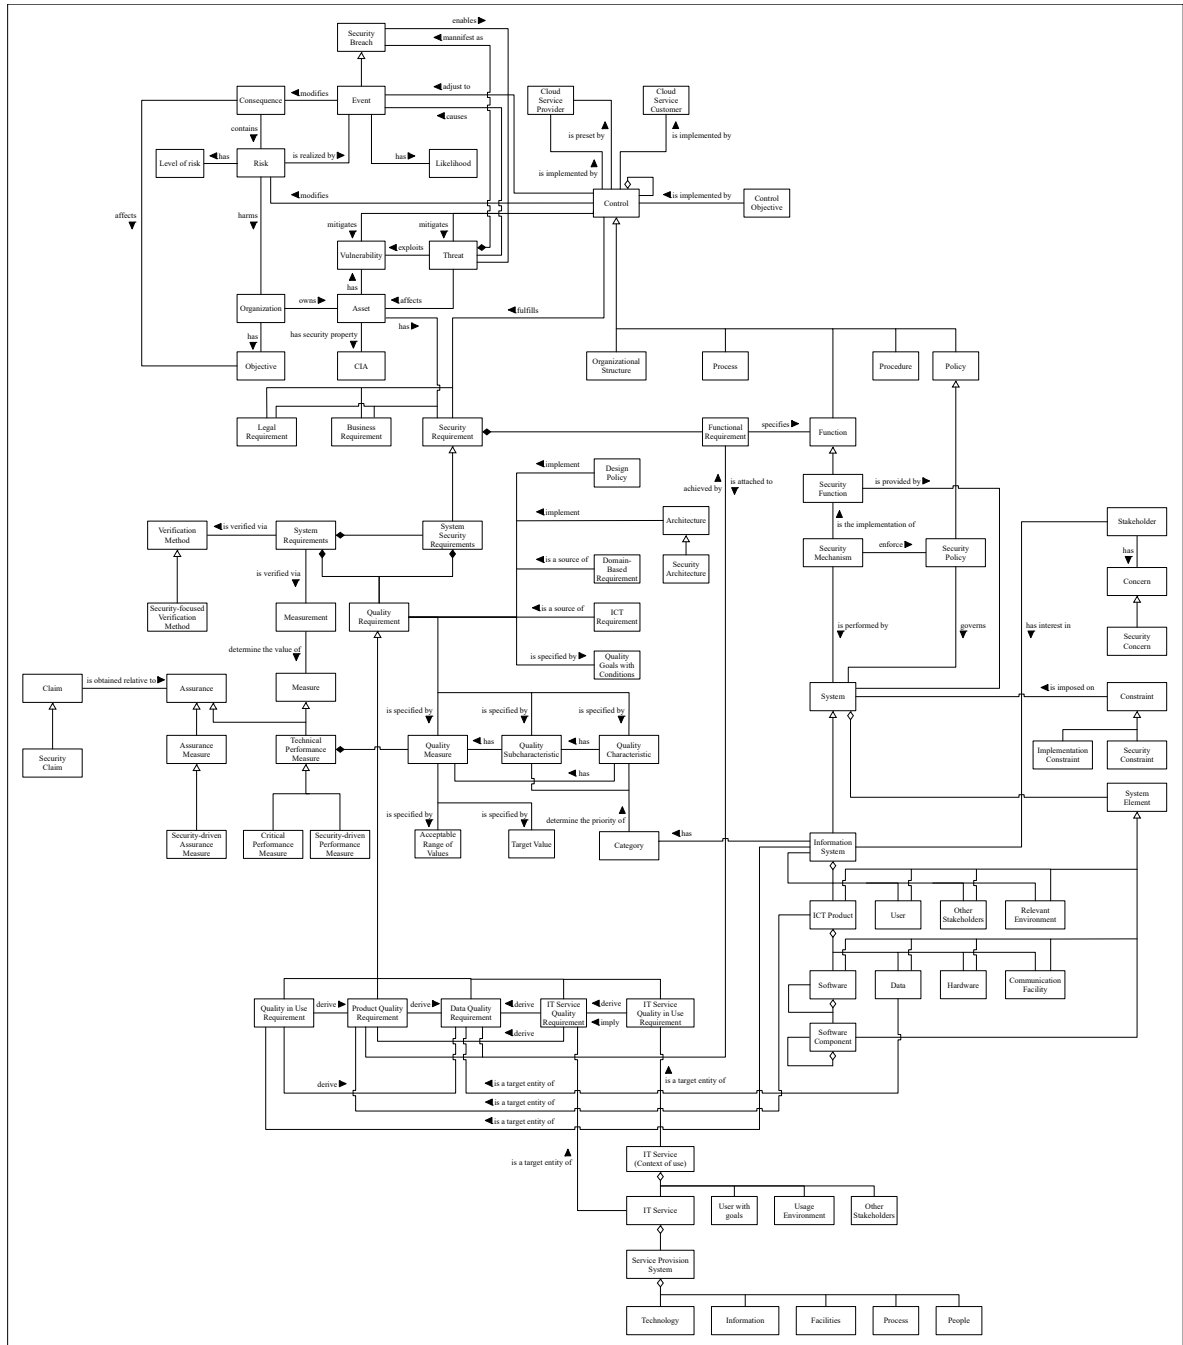 enables ►
Security
Breach
◄ mannifest as
Consequence
◄ modifies
Event
◄ adjust to
Cloud
Service
Provider
Cloud
Service
Customer
◄ causes
contains
▼
is preset by
▲
▲
is implemented by
Level of risk
◄ has
Risk
is realized by ►
has ►
Likelihood
▲
is implemented by
◄ modifies
Control
◄ is implemented by
Control
Objective
affects
▼
harms
▼
mitigates
▼
mitigates
▼
Vulnerability
◄ exploits
Threat
▲
has
Organization
owns ►
Asset
◄ affects
◄ fulfills
has
▼
has security property
▼
has ►
Objective
CIA
Organizational
Structure
Process
Procedure
Policy
Legal
Requirement
Business
Requirement
Security
Requirement
Functional
Requirement
specifies ►
Function
◄ implement
Design
Policy
▲
achieved by
is attached to
▼
Security
Function
is provided by ►
Verification
Method
◄ is verified via
System
Requirements
System
Security
Requirements
◄ implement
Architecture
▲
is the implementation of
Stakeholder
has
▼
◄ is a source of
Domain-
Based
Requirement
Security
Architecture
Security
Mechanism
enforce ►
Security
Policy
Concern
is verified via
▼
Security-focused
Verification
Method
Measurement
Quality
Requirement
◄ is a source of
ICT
Requirement
is performed by
▼
governs
▼
has interest in
▼
Security
Concern
determine the value of
▼
is specified by ►
Quality
Goals with
Conditions
Claim
is obtained relative to ►
Assurance
Measure
System
◄ is imposed on
Constraint
is specified by
▼
is specified by
▼
is specified by
▼
Security
Claim
Assurance
Measure
Technical
Performance
Measure
Quality
Measure
◄ has
Quality
Subcharacteristic
◄ has
Quality
Characteristic
Implementation
Constraint
Security
Constraint
◄ has
System
Element
is specified by
▼
is specified by
▼
▲
determine the priority of
Security-driven
Assurance
Measure
Critical
Performance
Measure
Security-driven
Performance
Measure
Acceptable
Range of
Values
Target Value
Category
◄ has
Information
System
ICT Product
User
Other
Stakeholders
Relevant
Environment
Software
Data
Hardware
Communication
Facility
Quality in Use
Requirement
derive ►
Product Quality
Requirement
derive ►
Data Quality
Requirement
◄ derive
IT Service
Quality
Requirement
◄ derive
◄ imply
IT Service
Quality in Use
Requirement
◄ derive
Software
Component
derive ►
◄ is a target entity of
▲
is a target entity of
◄ is a target entity of
◄ is a target entity of
▲
is a target entity of
IT Service
(Context of use)
IT Service
User with
goals
Usage
Environment
Other
Stakeholders
Service Provision
System
Technology
Information
Facilities
Process
People